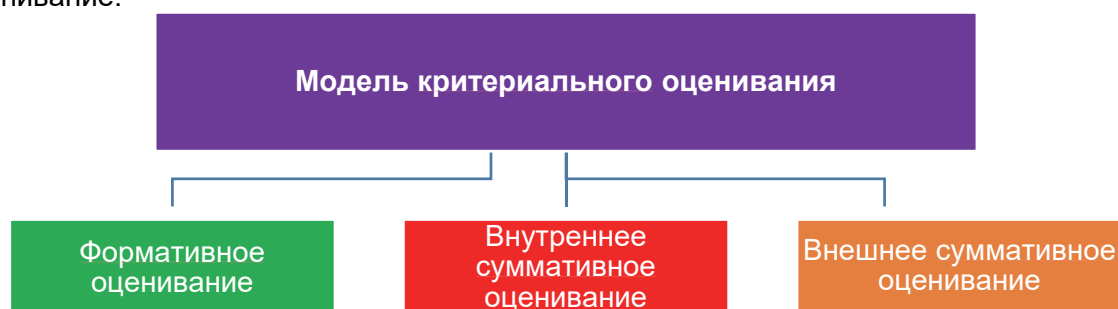 Модель критериального оценивания
Формативное
оценивание
Внутреннее
суммативное
оценивание
Внешнее суммативное
оценивание